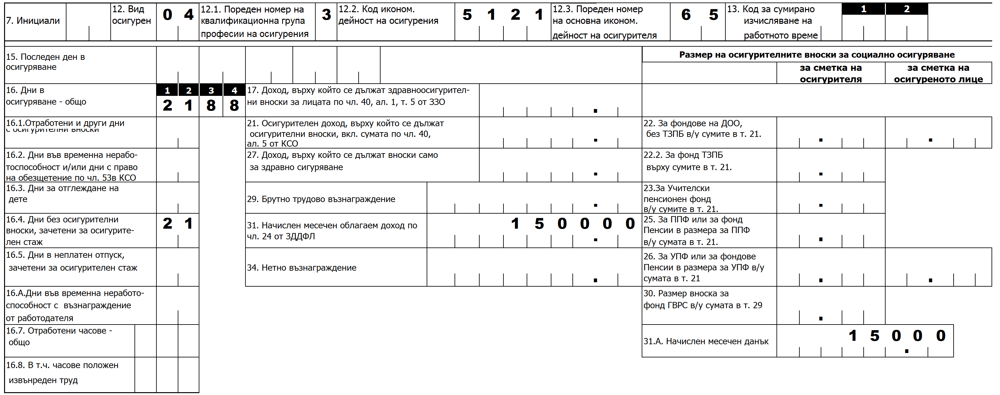 7. Инициали
12. Вид
осигурен
0 4
12.1. Пореден номер на
квалификационна група
професии на осигурения
3
12.2. Код иконом.
дейност на осигурения
5 1 2 1
12.3. Пореден номер
на основна иконом.
дейност на осигурителя
6 5
13. Код за сумирано
изчисляване на
работното време
1 2
15. Последен ден в
осигуряване
Размер на осигурителните вноски за социално осигуряване
за сметка на
осигурителя
за сметка на
осигуреното лице
16. Дни в
осигуряване - общо
1 2 3 4
2 1 8 8
17. Доход, върху който се дължат здравноосигурител-
ни вноски за лицата по чл. 40, ал. 1, т. 5 от ЗЗО
.
16.1.Отработени и други дни
с осигурителни вноски
21. Осигурителен доход, върху който се дължат
осигурителни вноски, вкл. сумата по чл. 40,
ал. 5 от КСО
.
22. За фондове на ДОО,
без ТЗПБ в/у сумите в т. 21.
. .
16.2. Дни във временна нерабо-
тоспособност и/или дни с право
на обезщетение по чл. 53в КСО
27. Доход, върху който се дължат вноски само
за здравно сигуряване
.
22.2. За фонд ТЗПБ
върху сумите в т. 21.
.
16.3. Дни за отглеждане на
дете
29. Брутно трудово възнаграждение
.
23.За Учителски
пенсионен фонд
в/у сумите в т. 21.
.
16.4. Дни без осигурителни
вноски, зачетени за осигурите-
лен стаж
2 1
31. Начислен месечен облагаем доход по
чл. 24 от ЗДДФЛ
1 5 0 0 . 0 0
25. За ППФ или за фонд
Пенсии в размера за ППФ
в/у сумата в т. 21.
.
16.5. Дни в неплатен отпуск,
зачетени за осигурителен стаж
34. Нетно възнаграждение
.
26. За УПФ или за фондове
Пенсии в размера за УПФ в/у
сумата в т. 21
. .
16.А.Дни във временна неработо-
способност с възнаграждение
от работодателя
30. Размер вноска за
фонд ГВРС в/у сумата в т. 29
.
16.7. Отработени часове -
общо
31.А. Начислен месечен данък
1 5 0 . 0 0
16.8. В т.ч. часове положен
извънреден труд